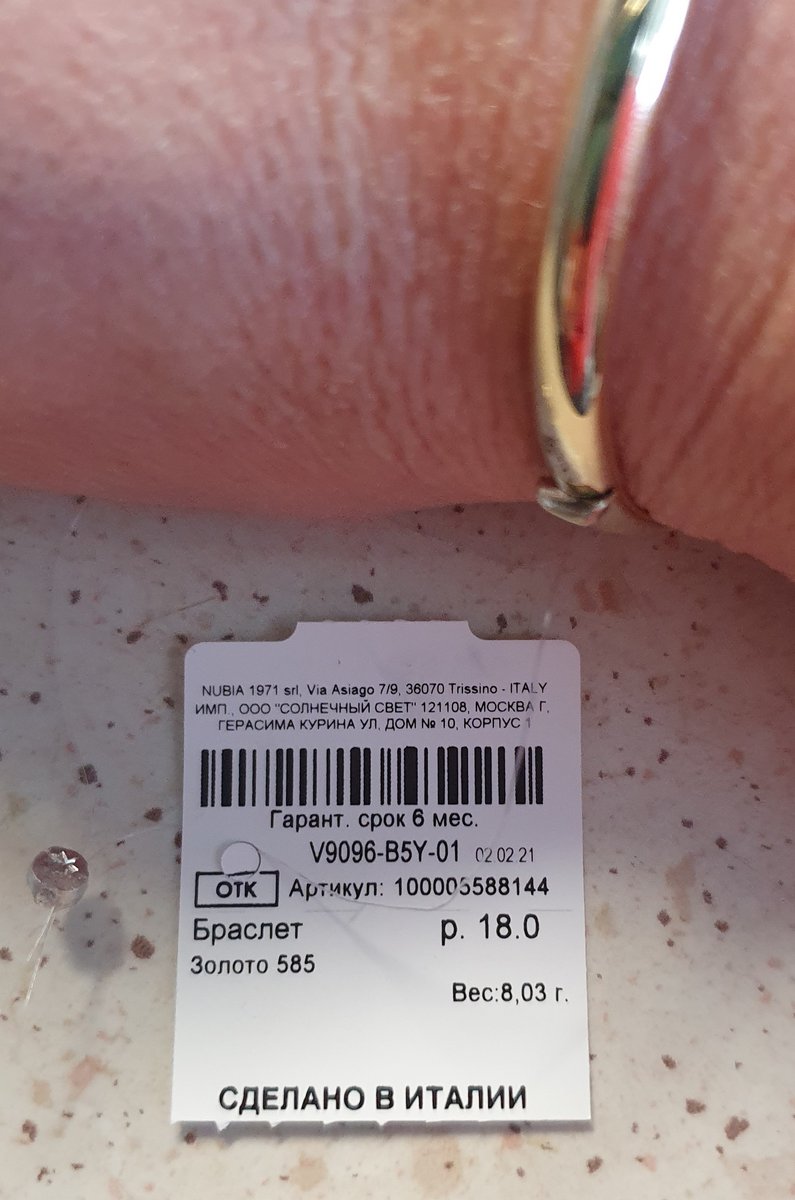 NUBIA 1971 srl, Via Asiago 7/9, 36070 Trissino - ITALY
ИМП., ООО "СОЛНЕЧНЫЙ СВЕТ" 121108, МОСКВА Г,
ГЕРАСИМА КУРИНА УЛ, ДОМ № 10, КОРПУС 1
Гарант. срок 6 мес.
V9096-B5Y-01 02 02 21
ОТК Артикул: 100005588144
Браслет р. 18.0
Золото 585
Вес:8,03 г.
СДЕЛАНО В ИТАЛИИ